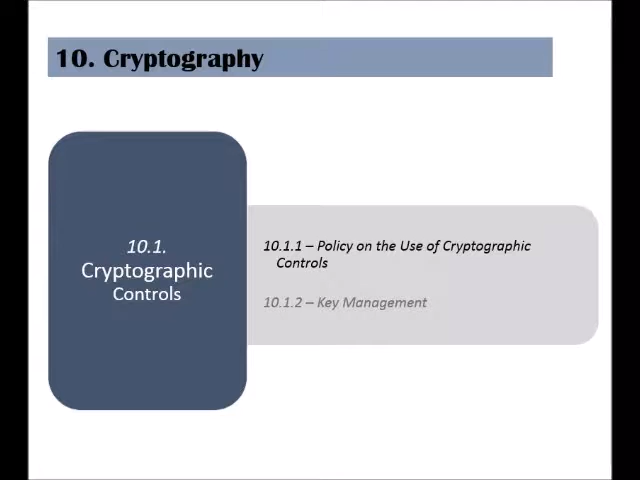 10. Cryptography
10.1.
Cryptographic
Controls
10.1.1 – Policy on the Use of Cryptographic
Controls
10.1.2 – Key Management